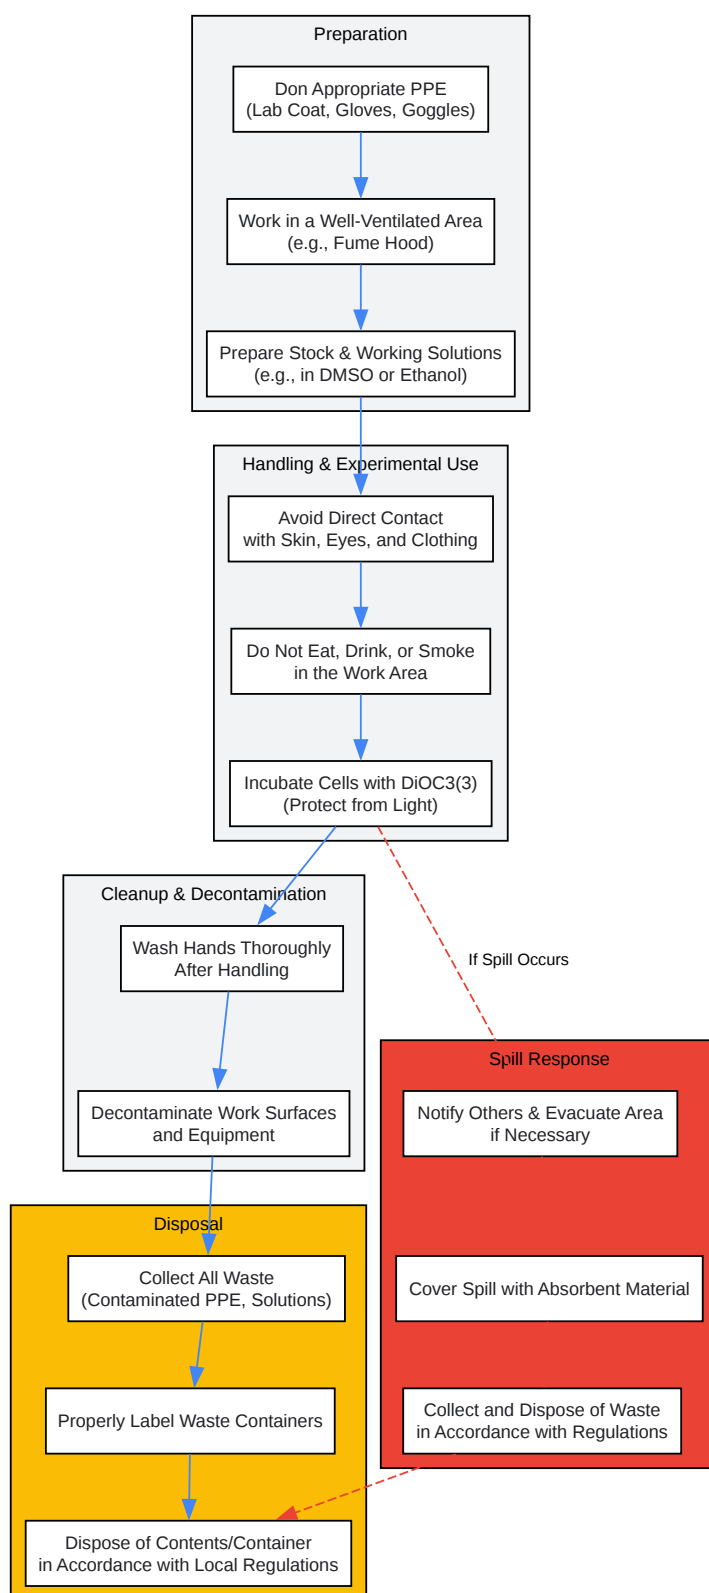 Preparation
Don Appropriate PPE
(Lab Coat, Gloves, Goggles)
Work in a Well-Ventilated Area
(e.g., Fume Hood)
Prepare Stock & Working Solutions
(e.g., in DMSO or Ethanol)
Handling & Experimental Use
Avoid Direct Contact
with Skin, Eyes, and Clothing
Do Not Eat, Drink, or Smoke
in the Work Area
Incubate Cells with DiOC3(3)
(Protect from Light)
Cleanup & Decontamination
Wash Hands Thoroughly
After Handling
Decontaminate Work Surfaces
and Equipment
If Spill Occurs
Spill Response
Notify Others & Evacuate Area
if Necessary
Cover Spill with Absorbent Material
Collect and Dispose of Waste
in Accordance with Regulations
Disposal
Collect All Waste
(Contaminated PPE, Solutions)
Properly Label Waste Containers
Dispose of Contents/Container
in Accordance with Local Regulations